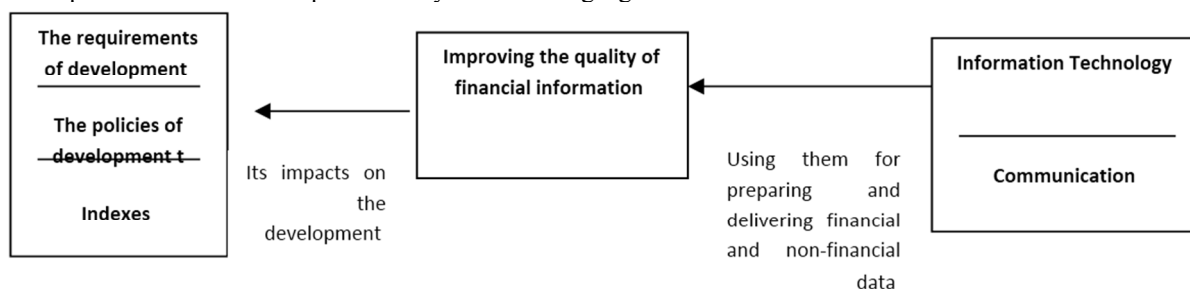 The requirements
of development
The policies of
development t
Indexes
Its impacts on
the
development
Improving the quality of
financial information
Using them for
preparing and
delivering financial
and non-financial
data
Information Technology
Communication